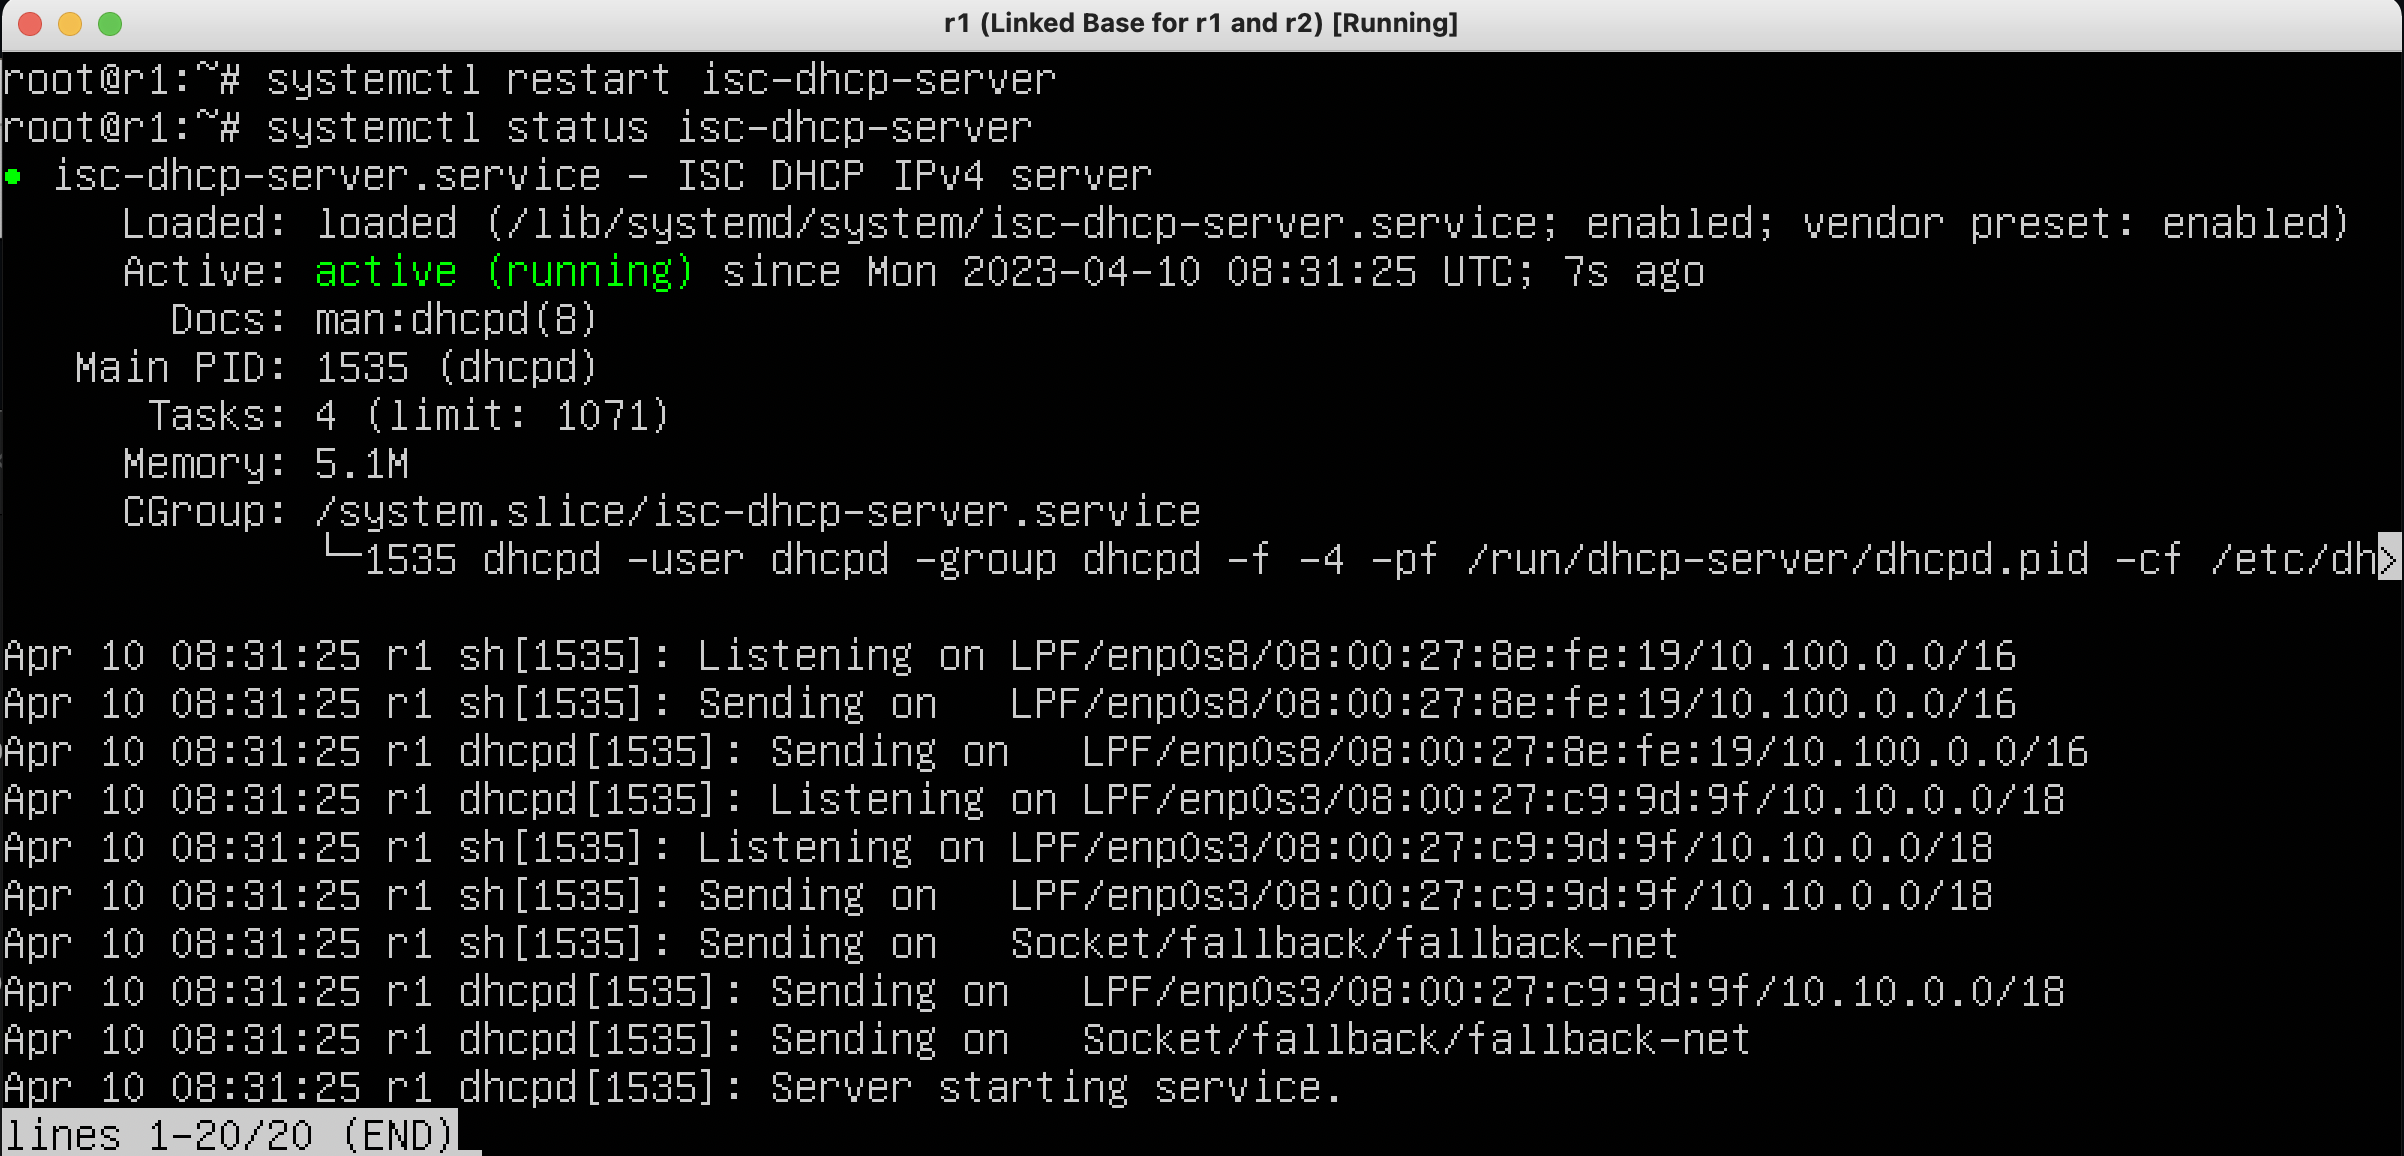 r1 (Linked Base for r1 and r2) [Running]
root@r1:~# systemctl restart isc-dhcp-server
root@r1:~# systemctl status isc-dhcp-server
● isc-dhcp-server.service - ISC DHCP IPv4 server
     Loaded: loaded (/lib/systemd/system/isc-dhcp-server.service; enabled; vendor preset: enabled)
     Active: active (running) since Mon 2023-04-10 08:31:25 UTC; 7s ago
       Docs: man:dhcpd(8)
   Main PID: 1535 (dhcpd)
      Tasks: 4 (limit: 1071)
     Memory: 5.1M
     CGroup: /system.slice/isc-dhcp-server.service
             └─1535 dhcpd -user dhcpd -group dhcpd -f -4 -pf /run/dhcp-server/dhcpd.pid -cf /etc/dh>
Apr 10 08:31:25 r1 sh[1535]: Listening on LPF/enp0s8/08:00:27:8e:fe:19/10.100.0.0/16
Apr 10 08:31:25 r1 sh[1535]: Sending on   LPF/enp0s8/08:00:27:8e:fe:19/10.100.0.0/16
Apr 10 08:31:25 r1 dhcpd[1535]: Sending on   LPF/enp0s8/08:00:27:8e:fe:19/10.100.0.0/16
Apr 10 08:31:25 r1 dhcpd[1535]: Listening on LPF/enp0s3/08:00:27:c9:9d:9f/10.10.0.0/18
Apr 10 08:31:25 r1 sh[1535]: Listening on LPF/enp0s3/08:00:27:c9:9d:9f/10.10.0.0/18
Apr 10 08:31:25 r1 sh[1535]: Sending on   LPF/enp0s3/08:00:27:c9:9d:9f/10.10.0.0/18
Apr 10 08:31:25 r1 sh[1535]: Sending on   Socket/fallback/fallback-net
Apr 10 08:31:25 r1 dhcpd[1535]: Sending on   LPF/enp0s3/08:00:27:c9:9d:9f/10.10.0.0/18
Apr 10 08:31:25 r1 dhcpd[1535]: Sending on   Socket/fallback/fallback-net
Apr 10 08:31:25 r1 dhcpd[1535]: Server starting service.
lines 1-20/20 (END)